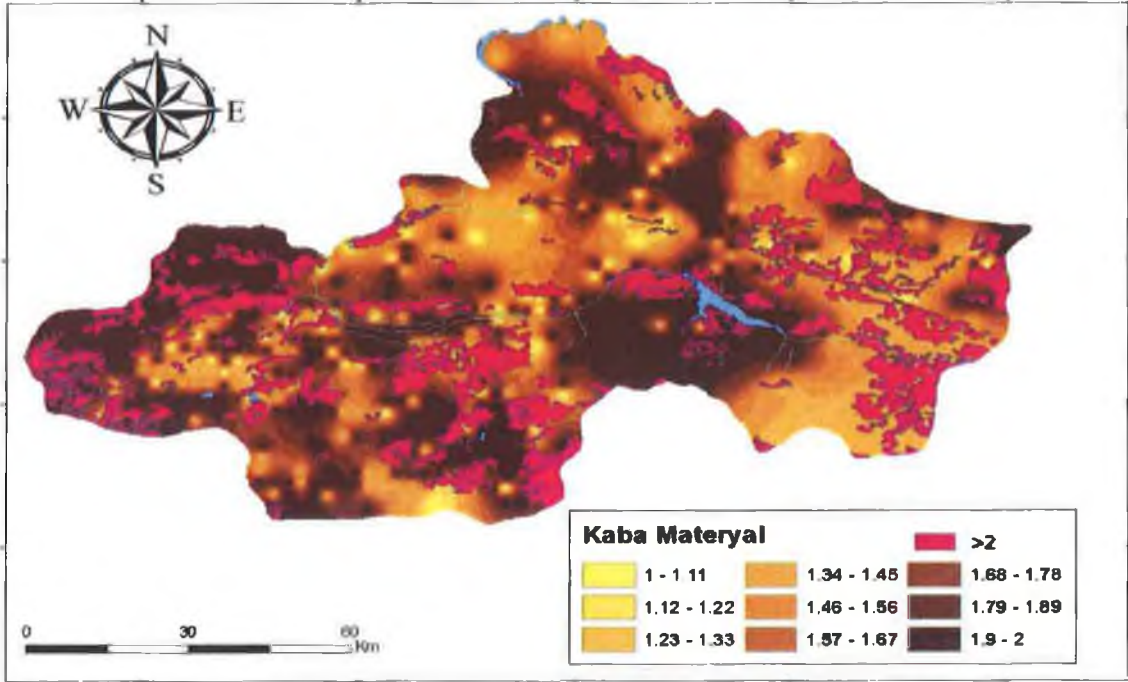 N
W E
S
Kaba Materyal
>2
1 - 1.11 1.34 - 1.45 1.68 - 1.78
1.12 - 1.22 1.46 - 1.56 1.79 - 1.89
1.23 - 1.33 1.57 - 1.67 1.9 - 2
0 30 60
Km